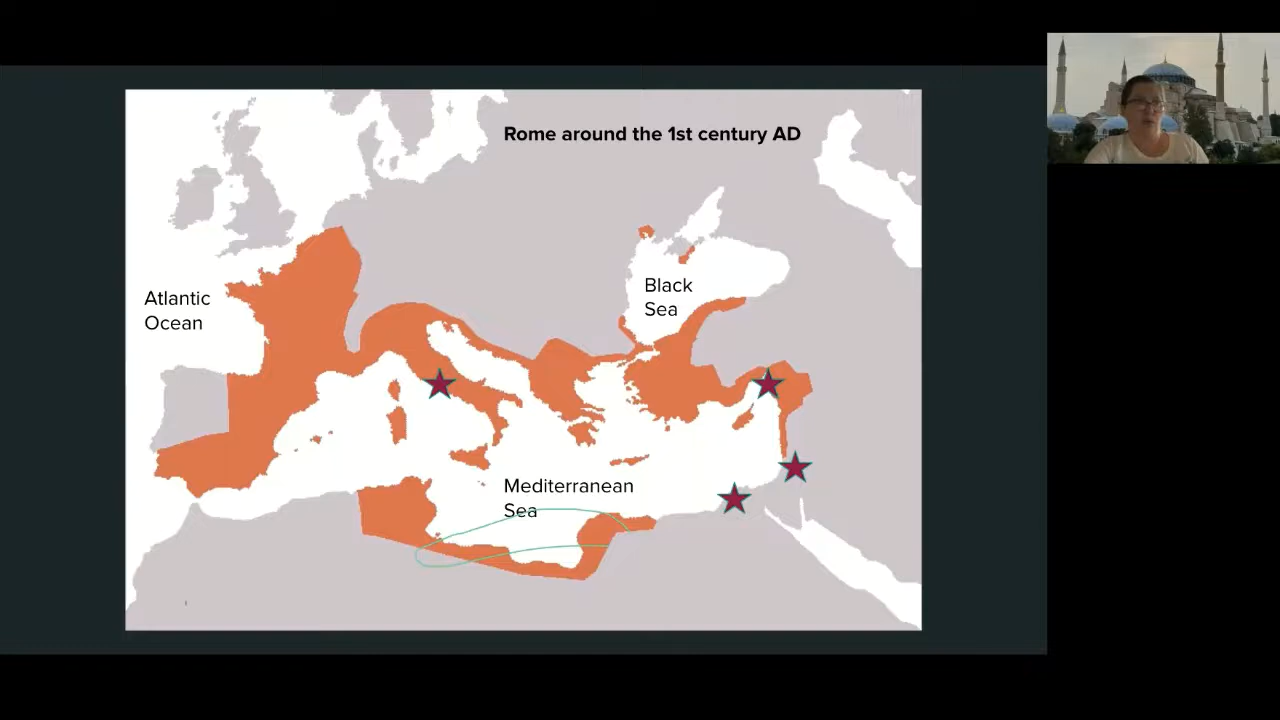 Rome around the 1st century AD
Atlantic
Ocean
Black
Sea
Mediterranean
Sea